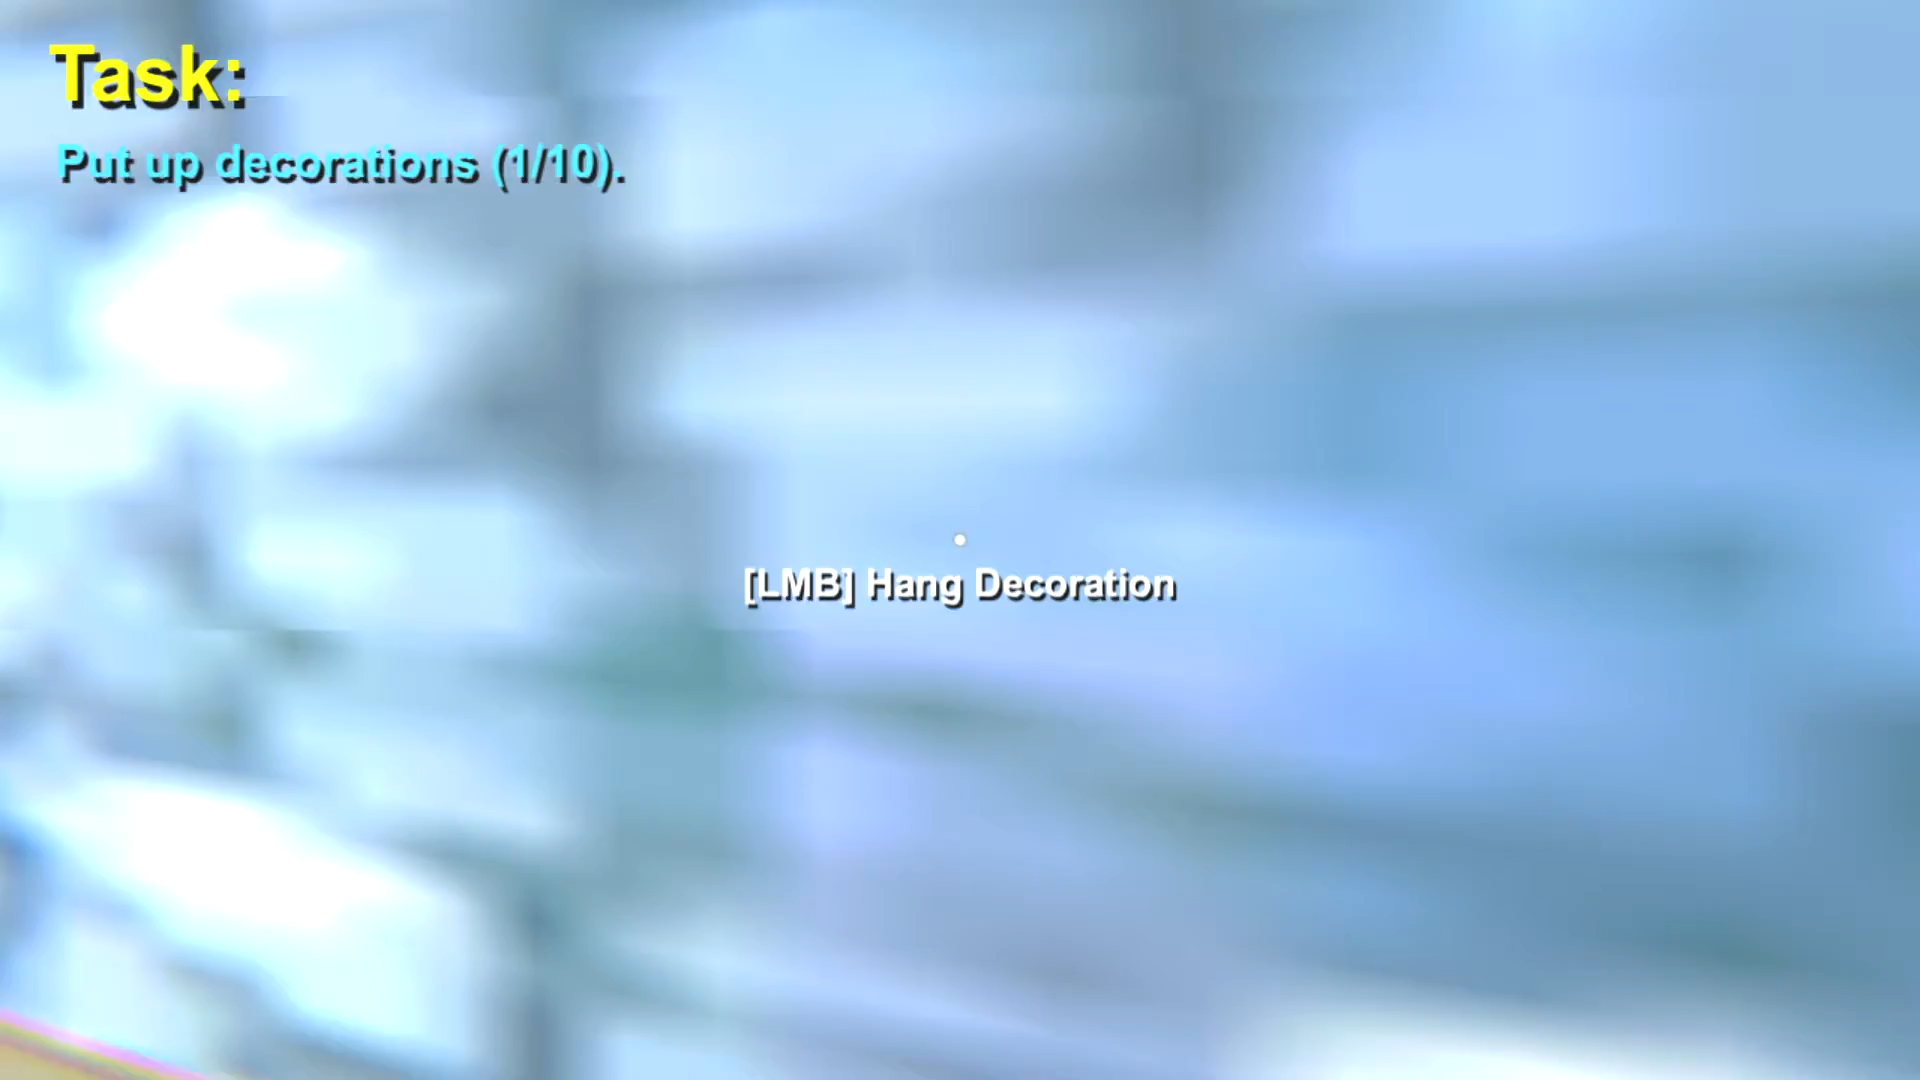 Task:
Put up decorations (1/10).
[LMB] Hang Decoration